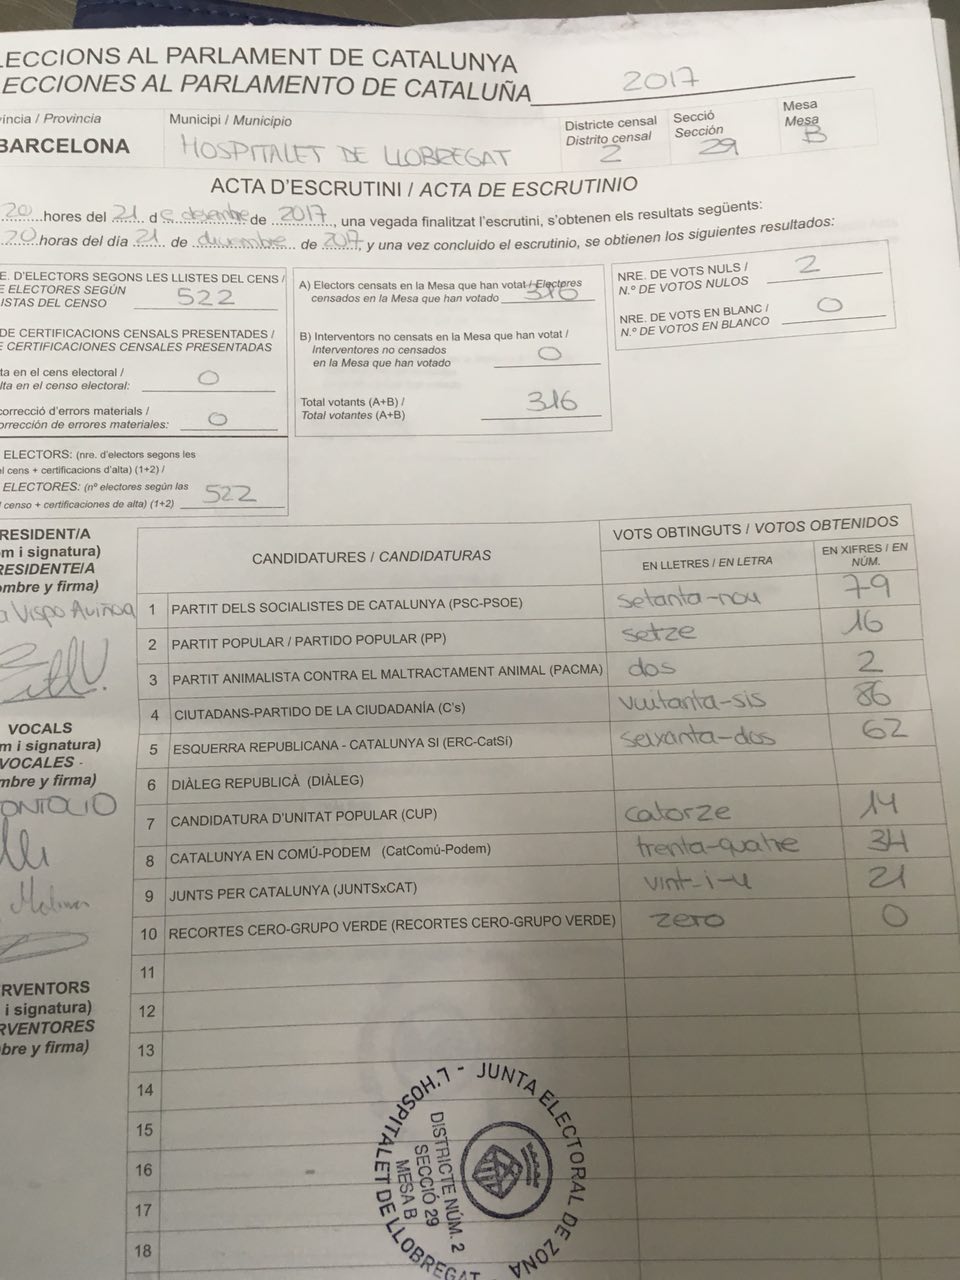 LECCIONS AL PARLAMENT DE CATALUNYA
ECCIONES AL PARLAMENTO DE CATALUÑA 2017
víncia / Provincia
BARCELONA
Municipi / Municipio
HOSPITALET DE LLOBREGAT
Districte censal
Distrito censal
2
Secció
Sección
29
Mesa
Mesa
B
ACTA D'ESCRUTINI / ACTA DE ESCRUTINIO
20 hores del 21 d e desembre de 2017, una vegada finalitzat l'escrutini, s'obtenen els resultats següents:
20 horas del día 21 de diciembre de 2017, y una vez concluido el escrutinio, se obtienen los siguientes resultados:
E. D'ELECTORS SEGONS LES LLISTES DEL CENS /
E ELECTORES SEGÚN
ISTAS DEL CENSO 522
DE CERTIFICACIONS CENSALS PRESENTADES /
E CERTIFICACIONES CENSALES PRESENTADAS
ta en el cens electoral /
lta en el censo electoral: 0
correcció d'errors materials /
orrección de errores materiales: 0
ELECTORS: (nre. d'electors segons les
el cens + certificacions d'alta) (1+2) /
ELECTORES: (nº electores según las
l censo + certificaciones de alta) (1+2) 522
A) Electors censats en la Mesa que han votat / Electores
censados en la Mesa que han votado 316
B) Interventors no censats en la Mesa que han votat /
Interventores no censados
en la Mesa que han votado 0
Total votants (A+B) /
Total votantes (A+B) 316
NRE. DE VOTS NULS /
N.º DE VOTOS NULOS 2
NRE. DE VOTS EN BLANC /
N.º DE VOTOS EN BLANCO 0
RESIDENT/A
m i signatura)
RESIDENTE/A
ombre y firma)
a Vispo Auiñoa
VOCALS
m i signatura)
VOCALES -
mbre y firma)
Molina
RVENTORS
i signatura)
RVENTORES
bre y firma)
CANDIDATURES / CANDIDATURAS
VOTS OBTINGUTS / VOTOS OBTENIDOS
EN LLETRES / EN LETRA
EN XIFRES / EN NÚM.
1 PARTIT DELS SOCIALISTES DE CATALUNYA (PSC-PSOE) setanta-nou 79
2 PARTIT POPULAR / PARTIDO POPULAR (PP) setze 16
3 PARTIT ANIMALISTA CONTRA EL MALTRACTAMENT ANIMAL (PACMA) dos 2
4 CIUTADANS-PARTIDO DE LA CIUDADANÍA (C's) vuitanta-sis 86
5 ESQUERRA REPUBLICANA - CATALUNYA SI (ERC-CatSí) seixanta-dos 62
6 DIÀLEG REPUBLICÀ (DIÀLEG)
7 CANDIDATURA D'UNITAT POPULAR (CUP) catorze 14
8 CATALUNYA EN COMÚ-PODEM (CatComú-Podem) trenta-quatre 34
9 JUNTS PER CATALUNYA (JUNTSxCAT) vint-i-u 21
10 RECORTES CERO-GRUPO VERDE (RECORTES CERO-GRUPO VERDE) zero 0
11
12
13
14
15
16
17
18
JUNTA ELECTORAL DE ZONA
L'HOSPITALET DE LLOBREGAT
DISTRICTE NÚM. 2
SECCIÓ 29
MESA B